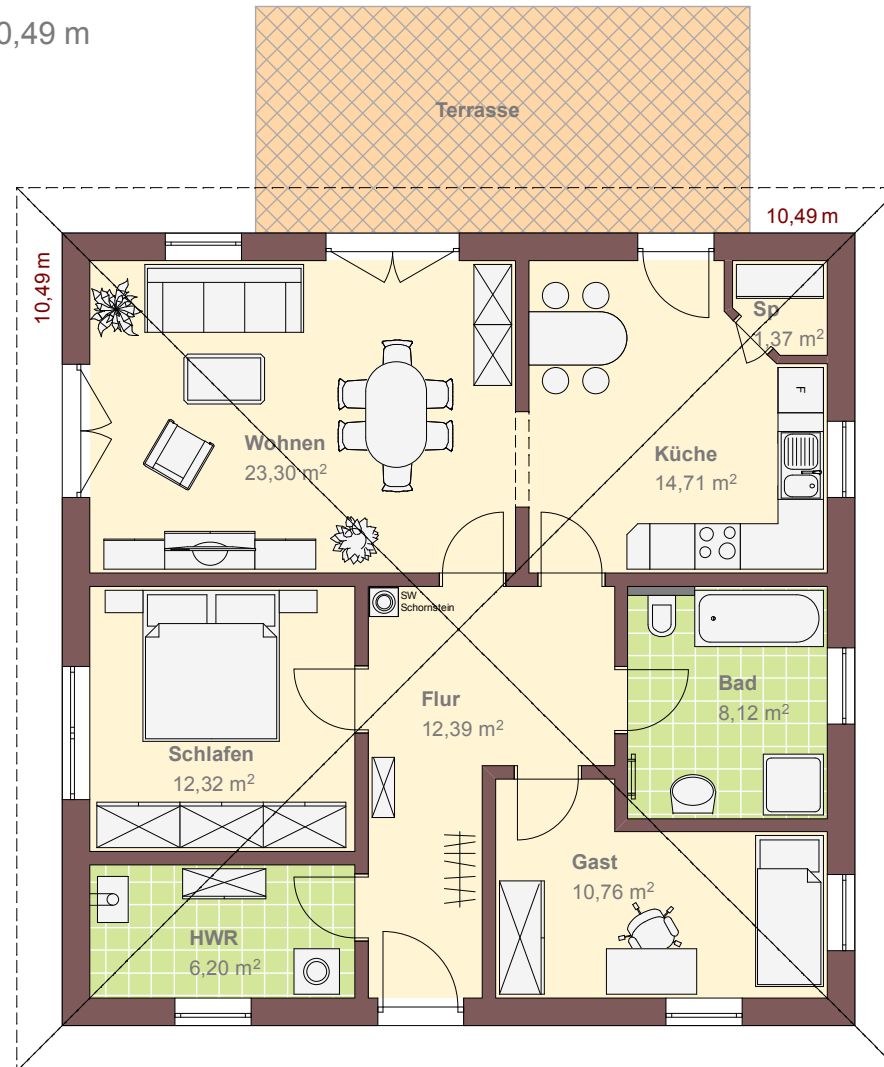 0,49 m
Terrasse
10,49 m
10,49 m
Sp
1,37 m²
Wohnen
23,30 m²
F
Küche
14,71 m²
SW
Schornstein
Flur
12,39 m²
Bad
8,12 m²
Schlafen
12,32 m²
Gast
10,76 m²
HWR
6,20 m²